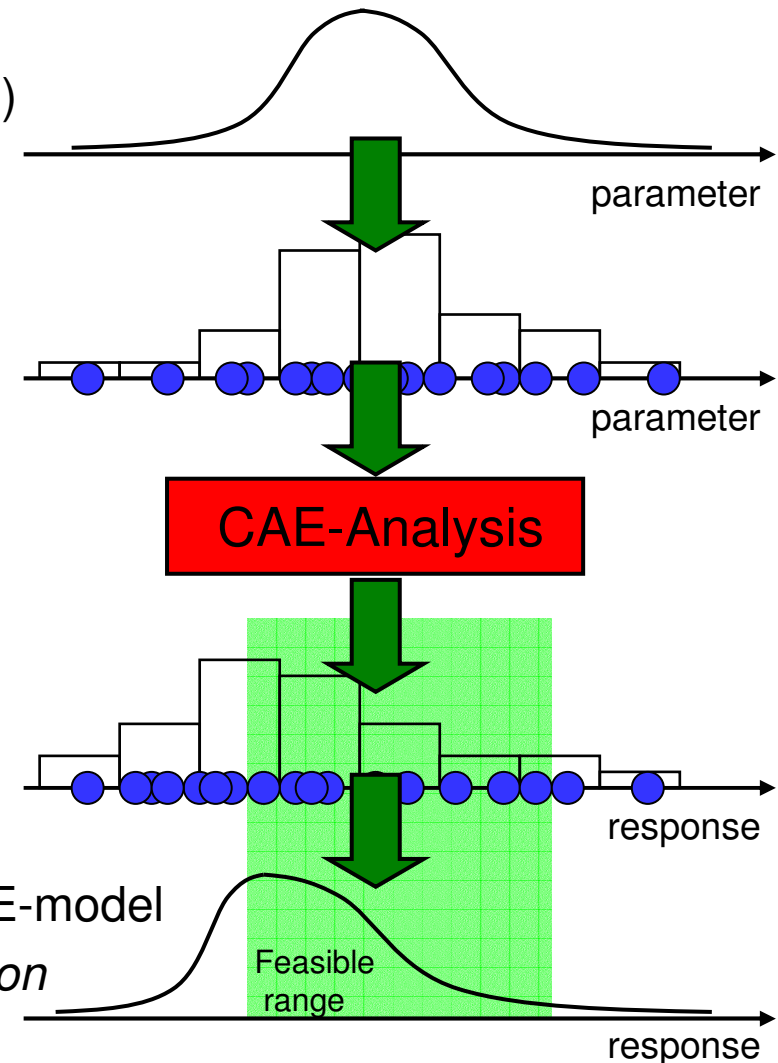 )
parameter
parameter
CAE-Analysis
response
E-model
on
Feasible
range
response